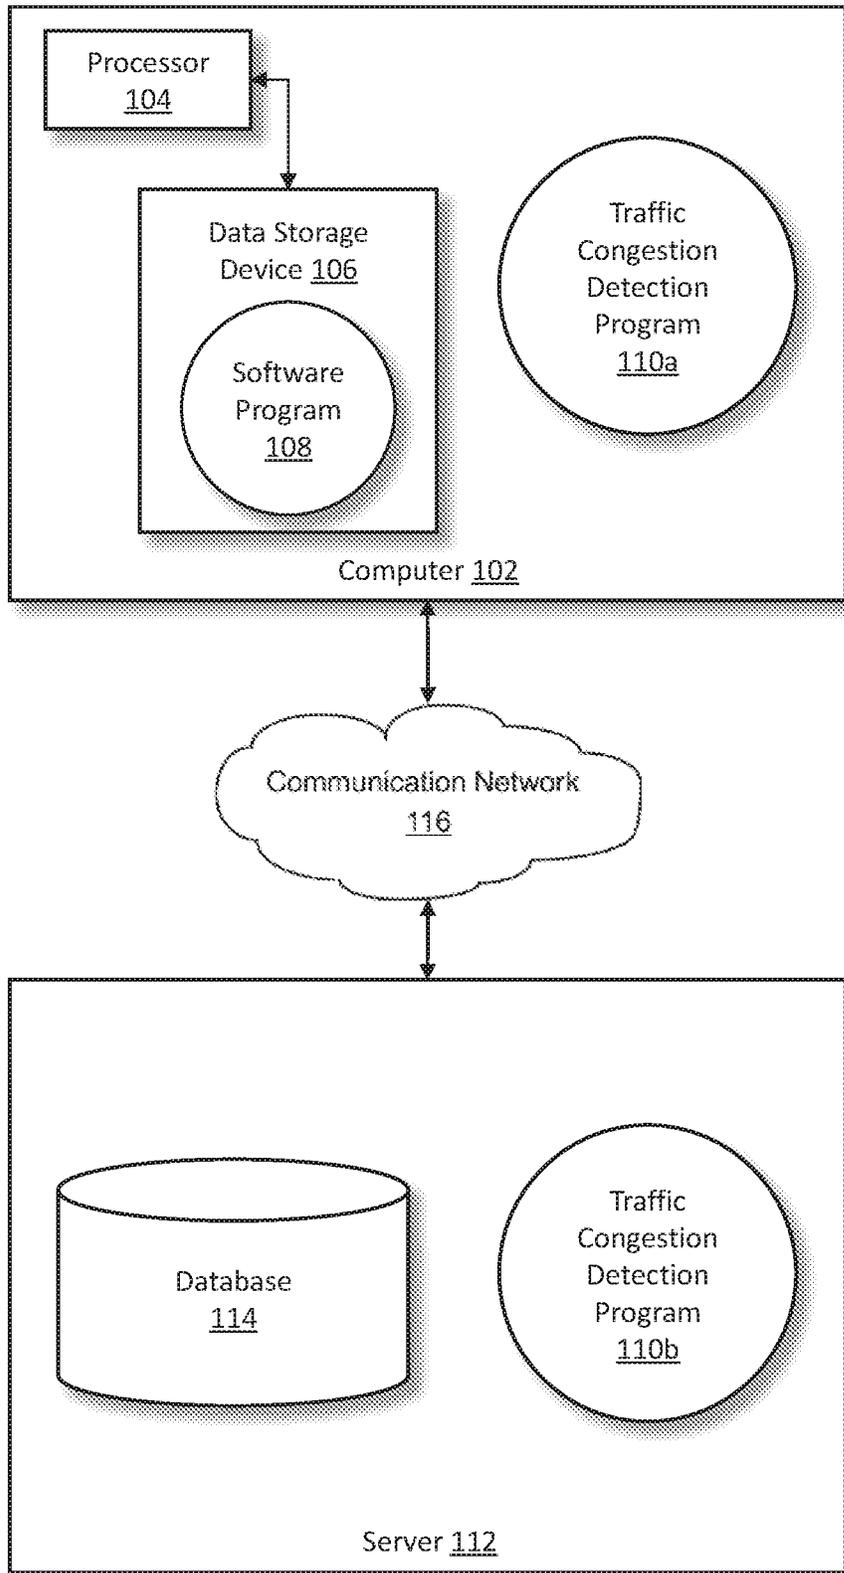 Processor
104
Data Storage
Device 106
Software
Program
108
Traffic
Congestion
Detection
Program
110a
Computer 102
Communication Network
116
Database
114
Traffic
Congestion
Detection
Program
110b
Server 112